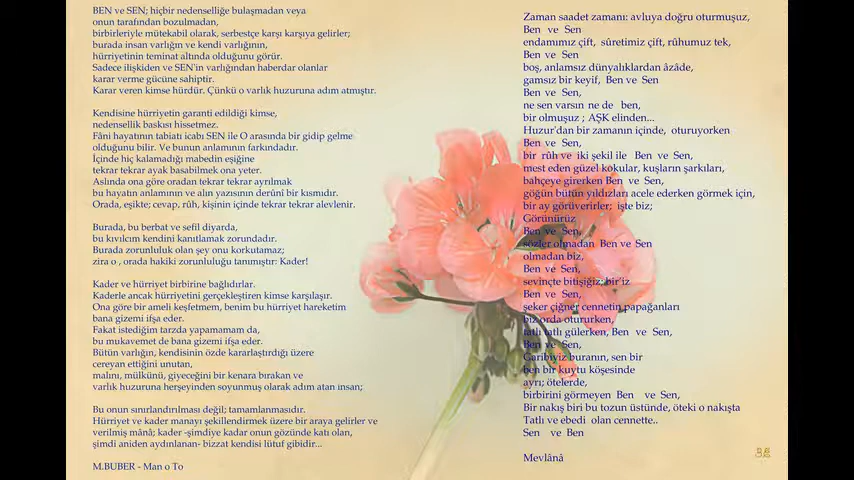 BEN ve SEN; hiçbir nedenselliğe bulaşmadan veya
onun tarafından bozulmadan,
birbirleriyle mütekabil olarak, serbestçe karşı karşıya gelirler;
burada insan varlığın ve kendi varlığının,
hürriyetinin teminat altında olduğunu görür.
Sadece ilişkiden ve SEN'in varlığından haberdar olanlar
karar verme gücüne sahiptir.
Karar veren kimse hürdür. Çünkü o varlık huzuruna adım atmıştır.
Kendisine hürriyetin garanti edildiği kimse,
nedensellik baskısı hissetmez.
Fâni hayatının tabiatı icabı SEN ile O arasında bir gidip gelme
olduğunu bilir. Ve bunun anlamının farkındadır.
İçinde hiç kalamadığı mabedin eşiğine
tekrar tekrar ayak basabilmek ona yeter.
Aslında ona göre oradan tekrar tekrar ayrılmak
bu hayatın anlamının ve alın yazısının derûnî bir kısmıdır.
Orada, eşikte; cevap, rûh, kişinin içinde tekrar tekrar alevlenir.
Burada, bu berbat ve sefil diyarda,
bu kıvılcım kendini kanıtlamak zorundadır.
Burada zorunluluk olan şey onu korkutamaz;
zira o , orada hakiki zorunluluğu tanımıştır: Kader!
Kader ve hürriyet birbirine bağlıdırlar.
Kaderle ancak hürriyetini gerçekleştiren kimse karşılaşır.
Ona göre bir ameli keşfetmem, benim bu hürriyet hareketim
bana gizemi ifşa eder.
Fakat istediğim tarzda yapamamam da,
bu mukavemet de bana gizemi ifşa eder.
Bütün varlığın, kendisinin özde kararlaştırdığı üzere
cereyan ettiğini unutan,
malını, mülkünü, giyeceğini bir kenara bırakan ve
varlık huzuruna herşeyinden soyunmuş olarak adım atan insan;
Bu onun sınırlandırılması değil; tamamlanmasıdır.
Hürriyet ve kader manayı şekillendirmek üzere bir araya gelirler ve
verilmiş mânâ; kader -şimdiye kadar onun gözünde katı olan,
şimdi aniden aydınlanan- bizzat kendisi lütuf gibidir...
M.BUBER - Man o To
Zaman saadet zamanı: avluya doğru oturmuşuz,
Ben ve Sen
endamımız çift, sûretimiz çift, rûhumuz tek,
Ben ve Sen
boş, anlamsız dünyalıklardan âzâde,
gamsız bir keyif, Ben ve Sen
Ben ve Sen,
ne sen varsın ne de ben,
bir olmuşuz ; AŞK elinden...
Huzur'dan bir zamanın içinde, oturuyorken
Ben ve Sen,
bir rûh ve iki şekil ile Ben ve Sen,
mest eden güzel kokular, kuşların şarkıları,
bahçeye girerken Ben ve Sen,
göğün bütün yıldızları acele ederken görmek için,
bir ay görüverirler; işte biz;
Görünürüz
Ben ve Sen,
sözler olmadan Ben ve Sen
olmadan biz,
Ben ve Sen,
sevinçte bitişiğiz; bir'iz
Ben ve Sen,
seker çiğner cennetin papağanları
biz orda otururken,
tatlı tatlı gülerken, Ben ve Sen,
Ben ve Sen,
Garibiyiz buranın, sen bir
ben bir kuytu köşesinde
ayrı; ötelerde,
birbirini görmeyen Ben ve Sen,
Bir nakış biri bu tozun üstünde, öteki o nakışta
Tatlı ve ebedi olan cennette..
Sen ve Ben
Mevlânâ